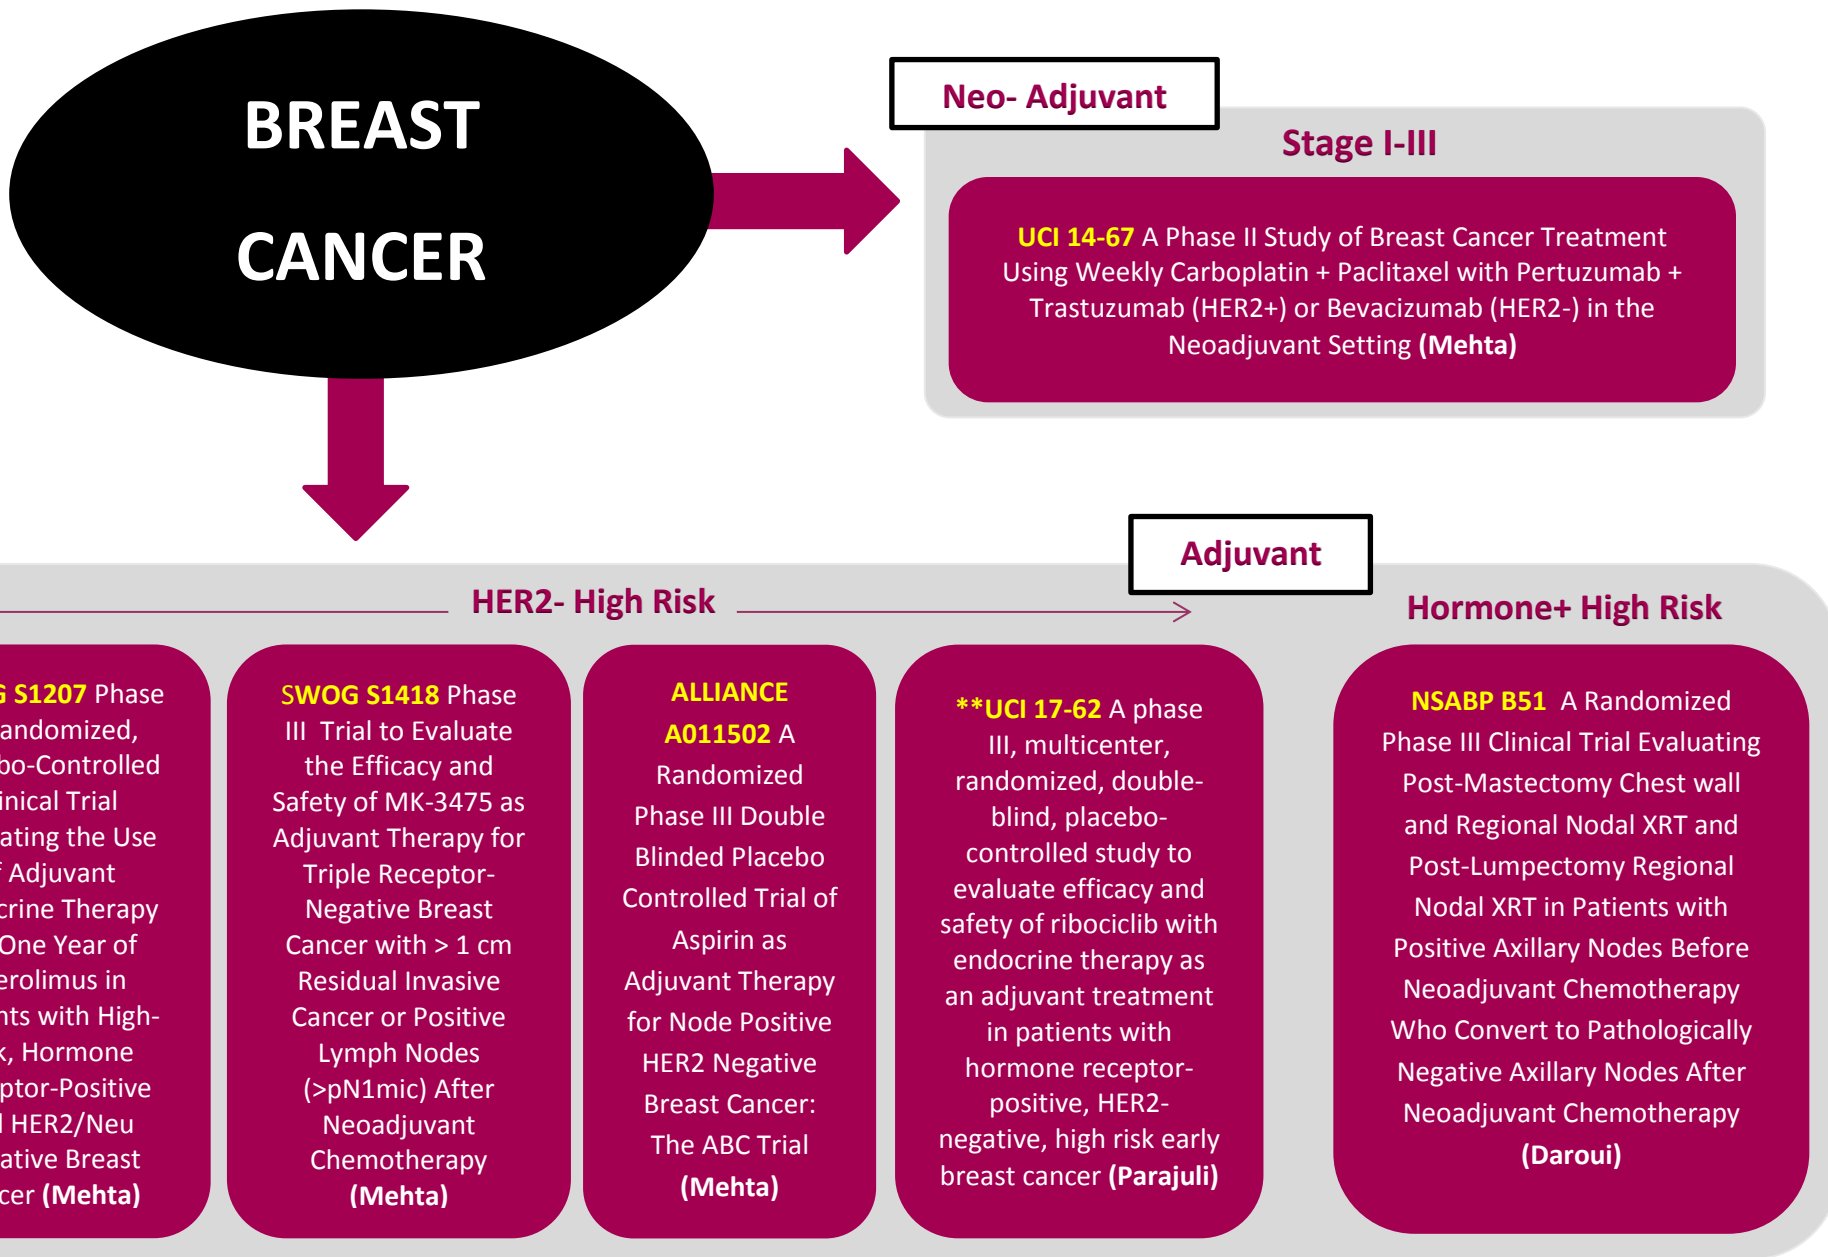 BREAST
CANCER
Neo- Adjuvant
Stage I-III
UCI 14-67 A Phase II Study of Breast Cancer Treatment
Using Weekly Carboplatin + Paclitaxel with Pertuzumab +
Trastuzumab (HER2+) or Bevacizumab (HER2-) in the
Neoadjuvant Setting (Mehta)
Adjuvant
HER2- High Risk
Hormone+ High Risk
G S1207 Phase
andomized,
bo-Controlled
inical Trial
ating the Use
f Adjuvant
crine Therapy
One Year of
erolimus in
nts with High-
k, Hormone
ptor-Positive
HER2/Neu
ative Breast
cer (Mehta)
SWOG S1418 Phase
III Trial to Evaluate
the Efficacy and
Safety of MK-3475 as
Adjuvant Therapy for
Triple Receptor-
Negative Breast
Cancer with > 1 cm
Residual Invasive
Cancer or Positive
Lymph Nodes
(>pN1mic) After
Neoadjuvant
Chemotherapy
(Mehta)
ALLIANCE
A011502 A
Randomized
Phase III Double
Blinded Placebo
Controlled Trial of
Aspirin as
Adjuvant Therapy
for Node Positive
HER2 Negative
Breast Cancer:
The ABC Trial
(Mehta)
**UCI 17-62 A phase
III, multicenter,
randomized, double-
blind, placebo-
controlled study to
evaluate efficacy and
safety of ribociclib with
endocrine therapy as
an adjuvant treatment
in patients with
hormone receptor-
positive, HER2-
negative, high risk early
breast cancer (Parajuli)
NSABP B51 A Randomized
Phase III Clinical Trial Evaluating
Post-Mastectomy Chest wall
and Regional Nodal XRT and
Post-Lumpectomy Regional
Nodal XRT in Patients with
Positive Axillary Nodes Before
Neoadjuvant Chemotherapy
Who Convert to Pathologically
Negative Axillary Nodes After
Neoadjuvant Chemotherapy
(Daroui)